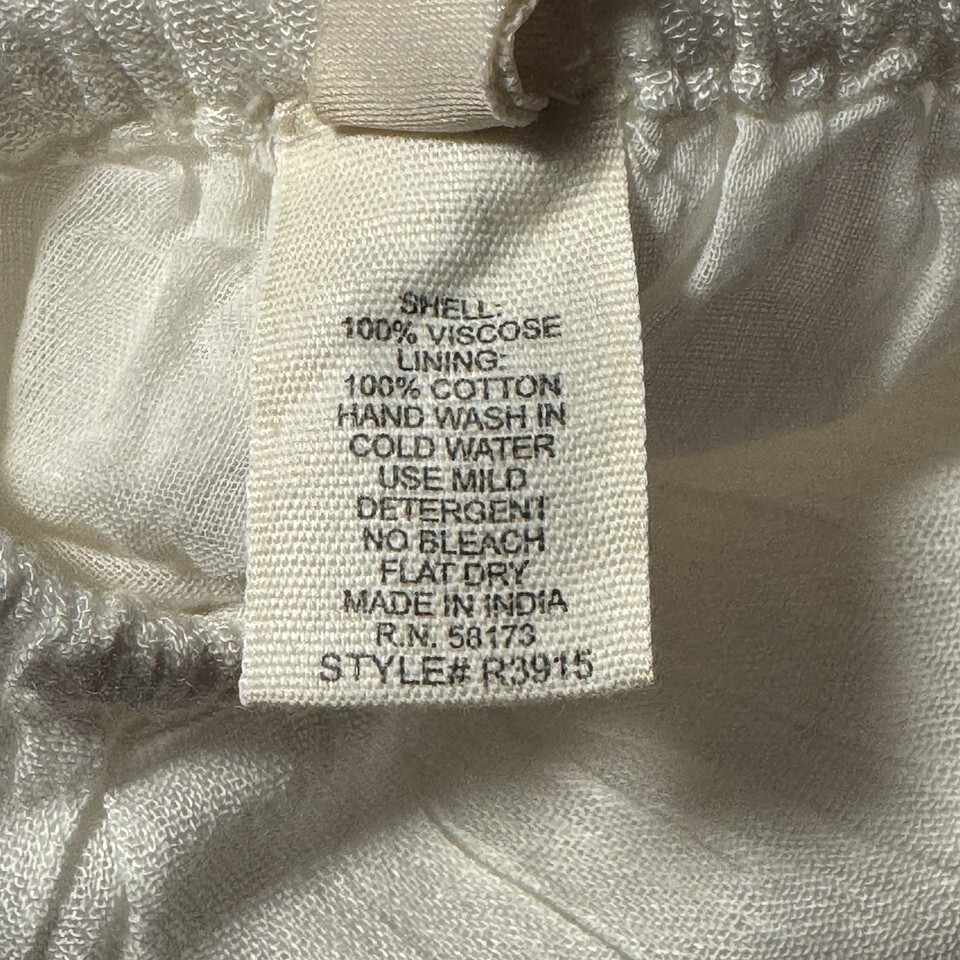 SHELL:
100% VISCOSE
LINING:
100% COTTON
HAND WASH IN
COLD WATER
USE MILD
DETERGENT
NO BLEACH
FLAT DRY
MADE IN INDIA
R.N. 58173
STYLE# R3915